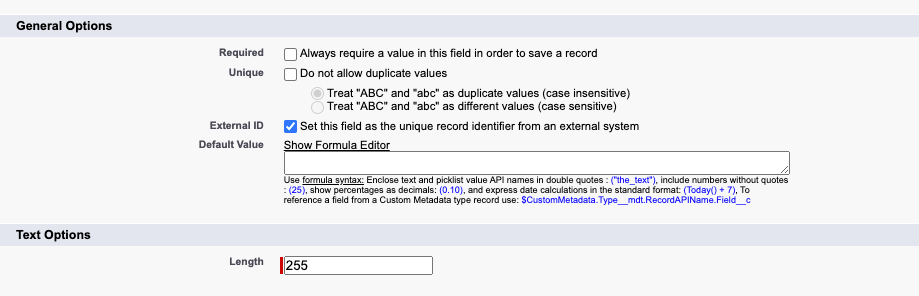 General Options
Required Always require a value in this field in order to save a record
Unique Do not allow duplicate values
Treat "ABC" and "abc" as duplicate values (case insensitive)
Treat "ABC" and "abc" as different values (case sensitive)
External ID Set this field as the unique record identifier from an external system
Default Value Show Formula Editor
Use formula syntax: Enclose text and picklist value API names in double quotes : ("the_text"), include numbers without quotes
: (25), show percentages as decimals: (0.10), and express date calculations in the standard format: (Today() + 7), To
reference a field from a Custom Metadata type record use: $CustomMetadata.Type__mdt.RecordAPIName.Field__c
Text Options
Length 255